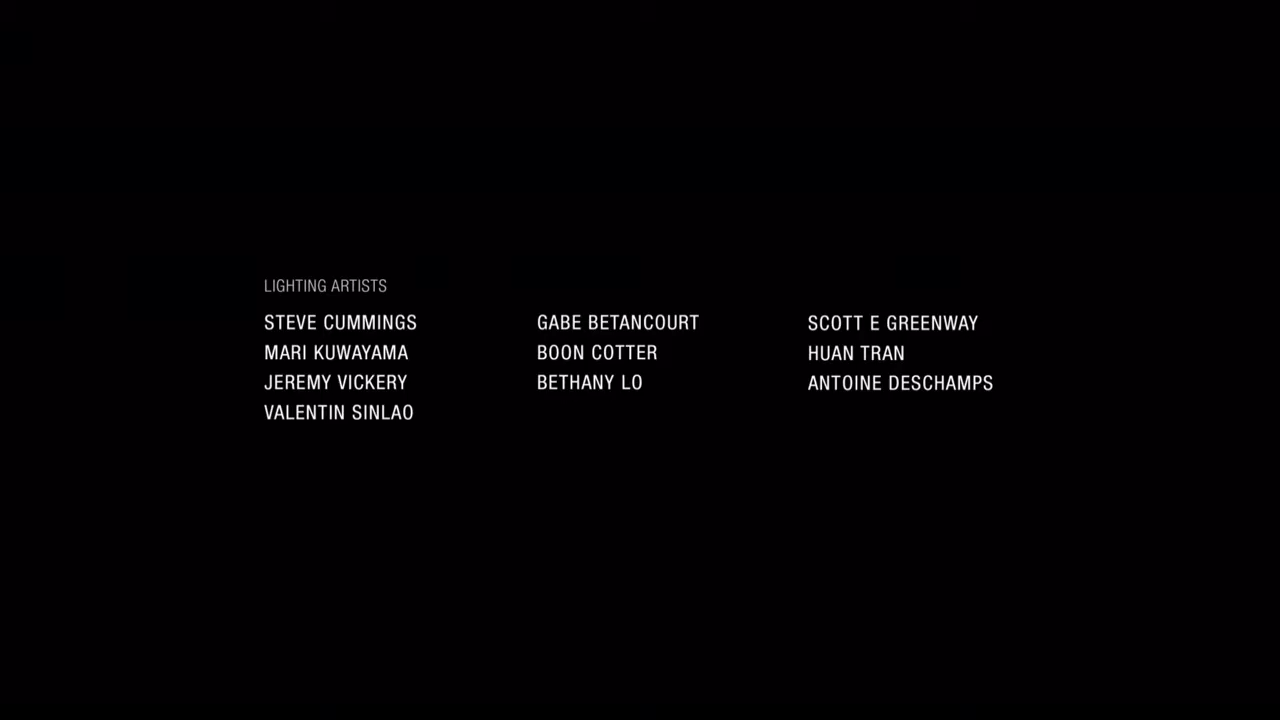 LIGHTING ARTISTS
STEVE CUMMINGS
MARI KUWAYAMA
JEREMY VICKERY
VALENTIN SINLAO
GABE BETANCOURT
BOON COTTER
BETHANY LO
SCOTT E GREENWAY
HUAN TRAN
ANTOINE DESCHAMPS